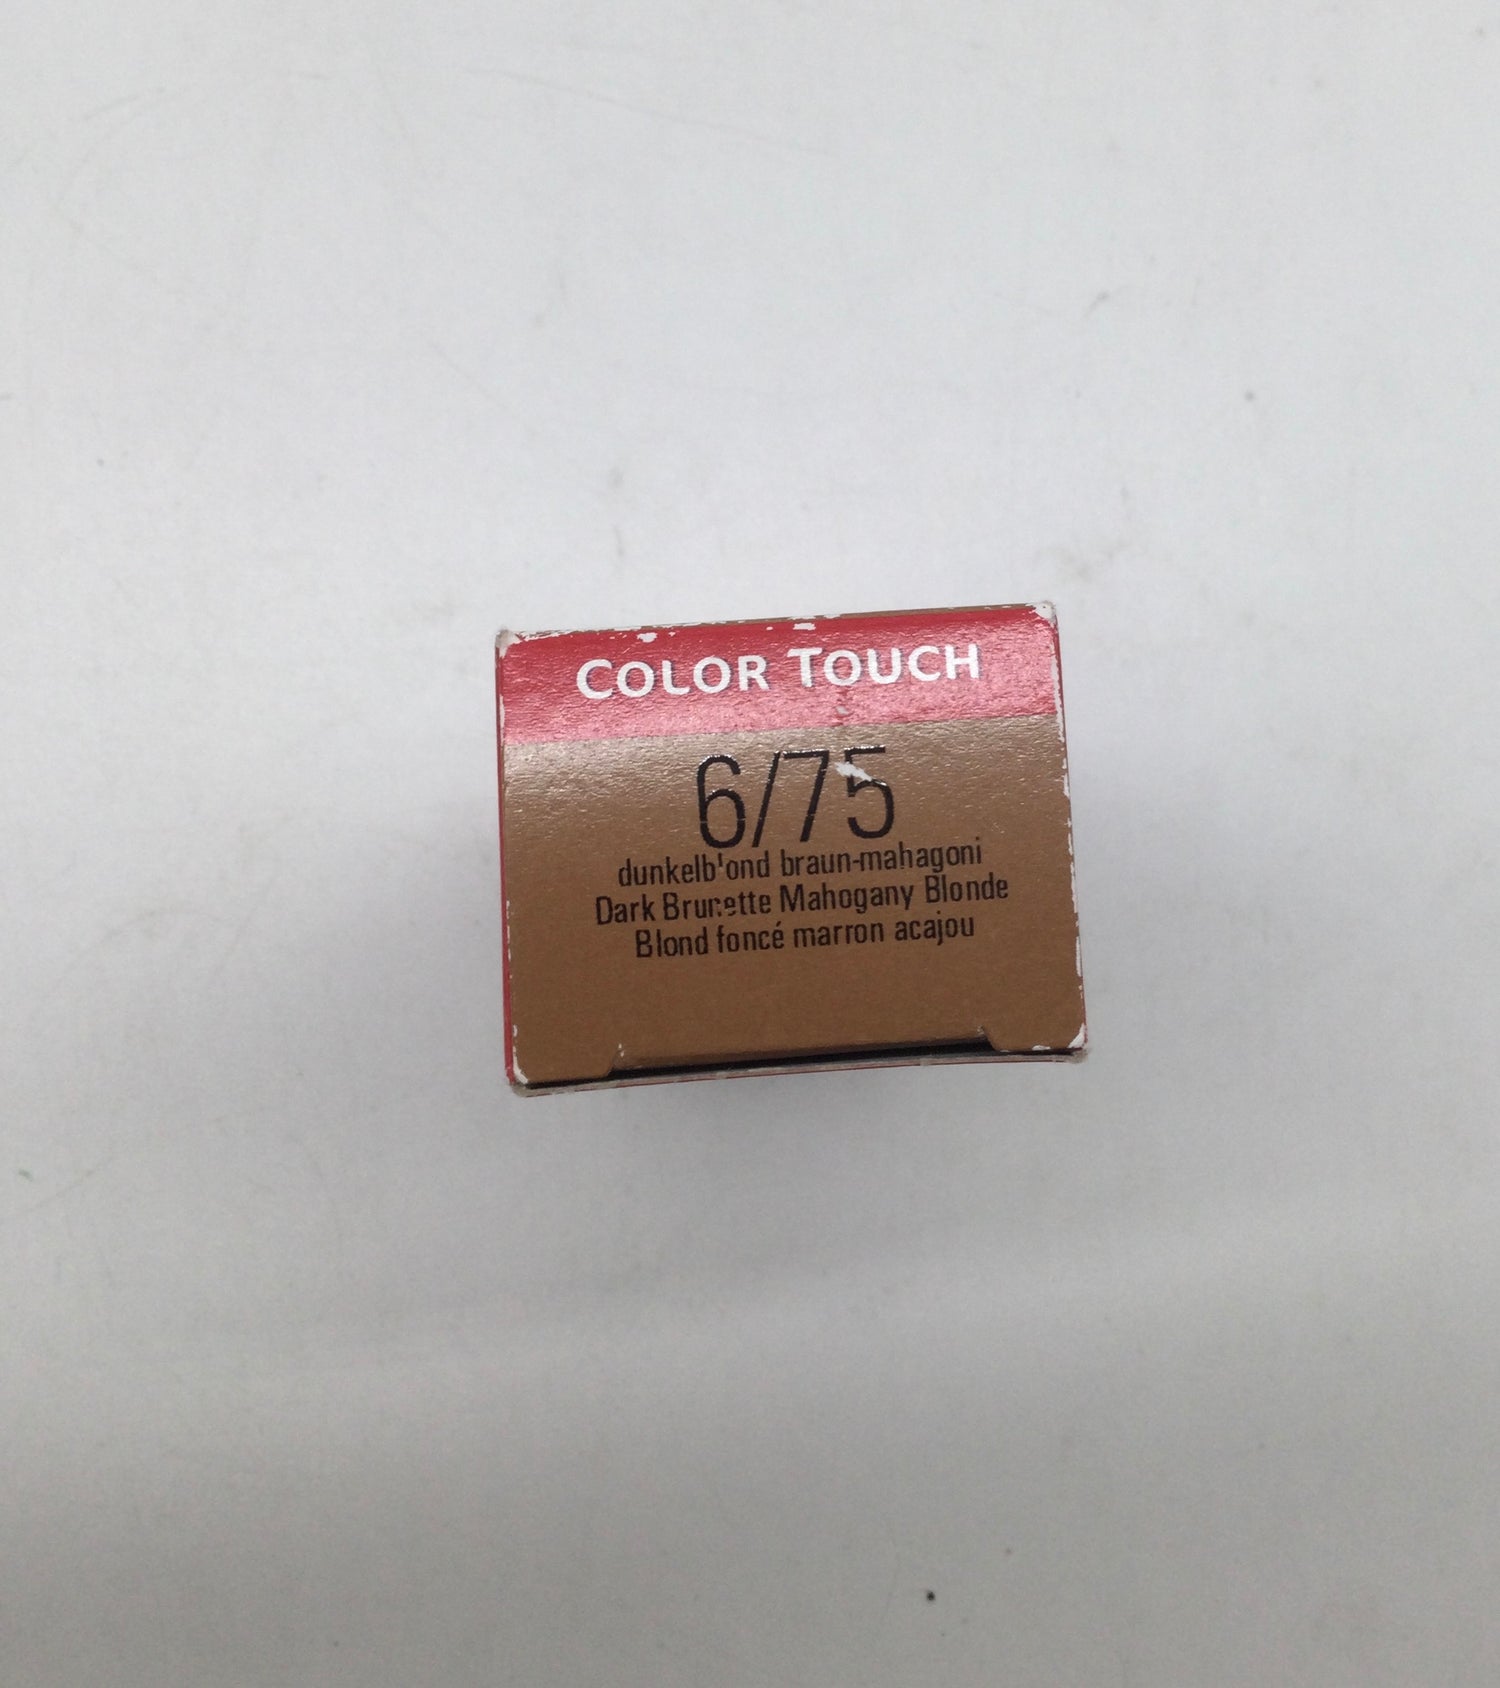 COLOR TOUCH
6/75
dunkelblond braun-mahagoni
Dark Brunette Mahogany Blonde
Blond foncé marron acajou